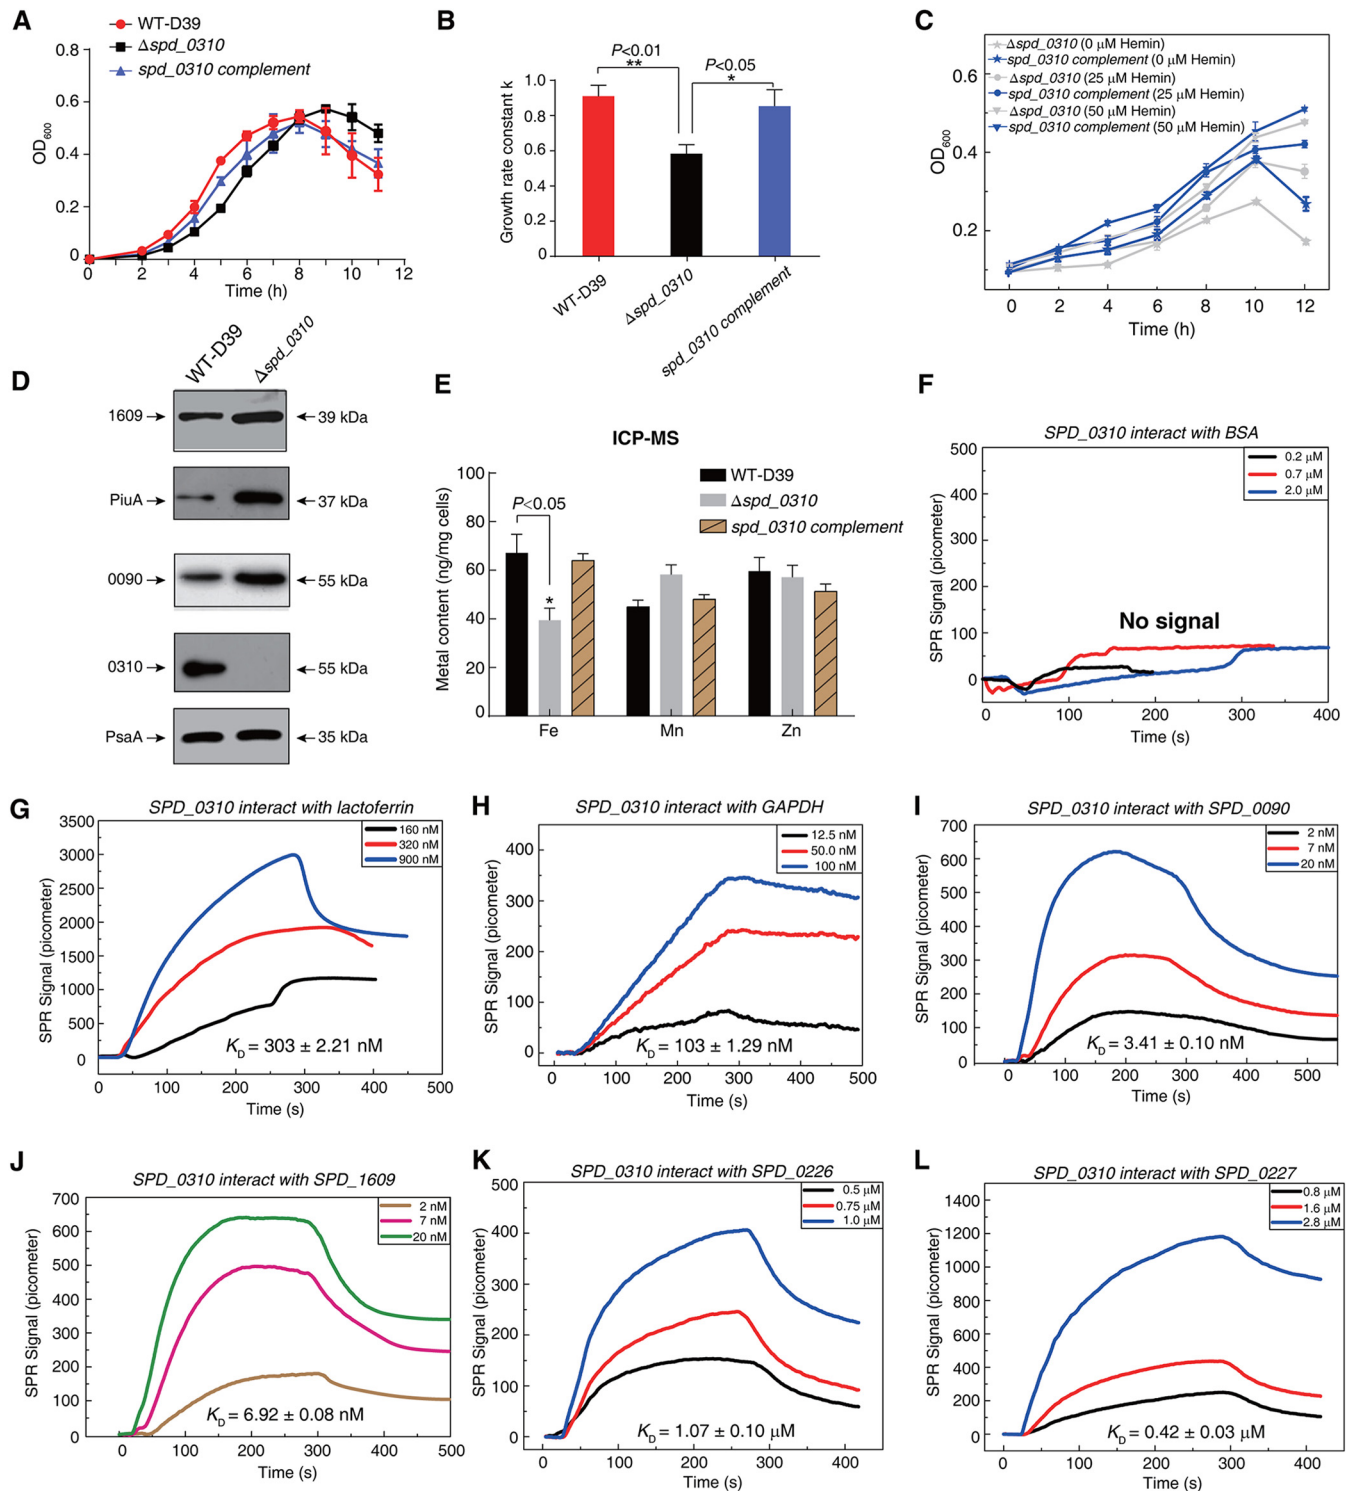 A
WT-D39
Δspd_0310
spd_0310 complement
0.8
0.6
0.4
0.2
0
OD600
0 2 4 6 8 10 12
Time (h)
B
P<0.01
**
P<0.05
*
1.0
0.8
0.6
0.4
0.2
0
Growth rate constant k
WT-D39
Δspd_0310
spd_0310 complement
C
Δspd_0310 (0 μM Hemin)
spd_0310 complement (0 μM Hemin)
Δspd_0310 (25 μM Hemin)
spd_0310 complement (25 μM Hemin)
Δspd_0310 (50 μM Hemin)
spd_0310 complement (50 μM Hemin)
0.6
0.4
0.2
OD600
0 2 4 6 8 10 12
Time (h)
D
WT-D39
Δspd_0310
1609 39 kDa
PiuA 37 kDa
0090 55 kDa
0310 55 kDa
PsaA 35 kDa
E
ICP-MS
WT-D39
Δspd_0310
spd_0310 complement
P<0.05
*
100
80
60
40
20
0
Metal content (ng/mg cells)
Fe Mn Zn
F
SPD_0310 interact with BSA
0.2 μM
0.7 μM
2.0 μM
500
400
300
200
100
0
SPR Signal (picometer)
No signal
0 100 200 300 400
Time (s)
G
SPD_0310 interact with lactoferrin
160 nM
320 nM
900 nM
3500
3000
2500
2000
1500
1000
500
0
SPR Signal (picometer)
KD = 303 ± 2.21 nM
0 100 200 300 400 500
Time (s)
H
SPD_0310 interact with GAPDH
12.5 nM
50.0 nM
100 nM
400
300
200
100
0
SPR Signal (picometer)
KD = 103 ± 1.29 nM
0 100 200 300 400 500
Time (s)
I
SPD_0310 interact with SPD_0090
2 nM
7 nM
20 nM
700
600
500
400
300
200
100
0
SPR Signal (picometer)
KD = 3.41 ± 0.10 nM
0 100 200 300 400 500
Time (s)
J
SPD_0310 interact with SPD_1609
2 nM
7 nM
20 nM
700
600
500
400
300
200
100
0
SPR Signal (picometer)
KD = 6.92 ± 0.08 nM
0 100 200 300 400 500
Time (s)
K
SPD_0310 interact with SPD_0226
0.5 μM
0.75 μM
1.0 μM
500
400
300
200
100
0
SPR Signal (picometer)
KD = 1.07 ± 0.10 μM
0 100 200 300 400
Time (s)
L
SPD_0310 interact with SPD_0227
0.8 μM
1.6 μM
2.8 μM
1400
1200
1000
800
600
400
200
0
SPR Signal (picometer)
KD = 0.42 ± 0.03 μM
0 100 200 300 400
Time (s)